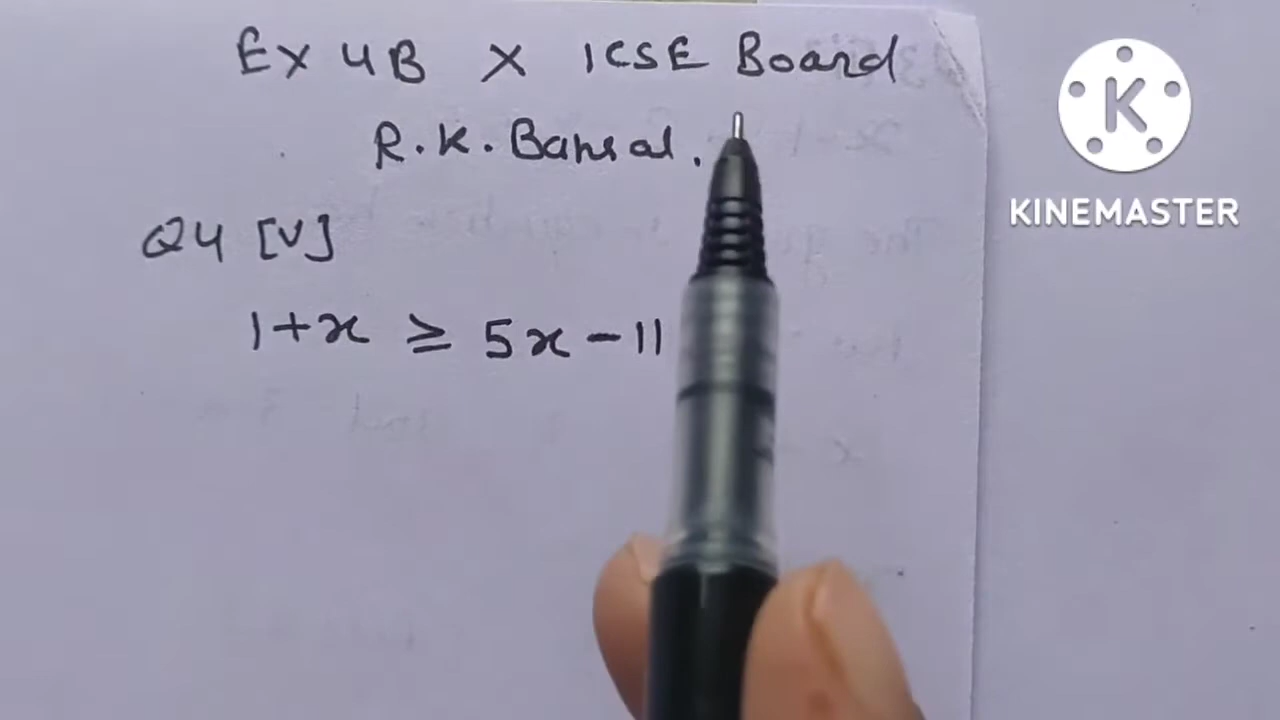 Ex 4B X ICSE Board
R.K. Bansal.
Q4 [V]
1+x ≥ 5x-11
K
KINEMASTER